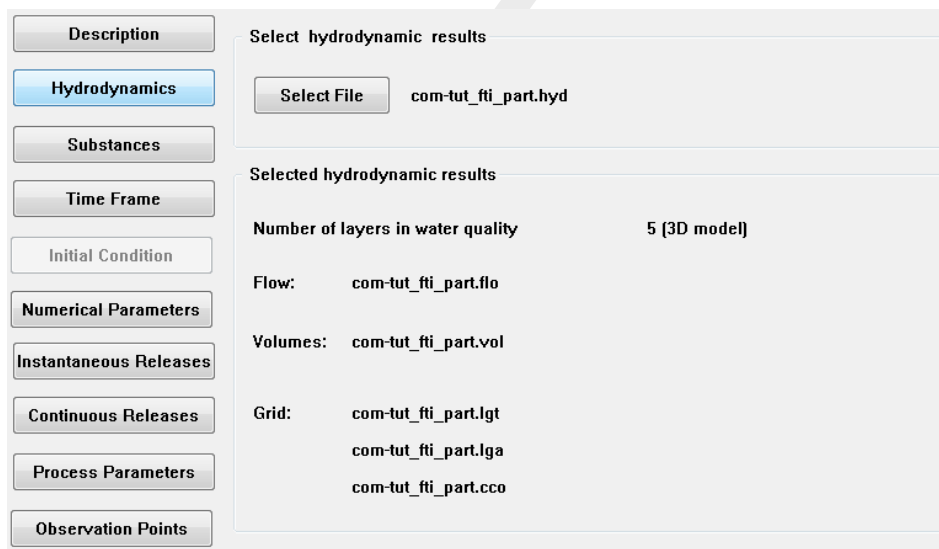 Description
Hydrodynamics
Substances
Time Frame
Initial Condition
Numerical Parameters
Instantaneous Releases
Continuous Releases
Process Parameters
Observation Points
Select hydrodynamic results
Select File com-tut_fti_part.hyd
Selected hydrodynamic results
Number of layers in water quality 5 (3D model)
Flow: com-tut_fti_part.flo
Volumes: com-tut_fti_part.vol
Grid: com-tut_fti_part.lgt
com-tut_fti_part.lga
com-tut_fti_part.cco